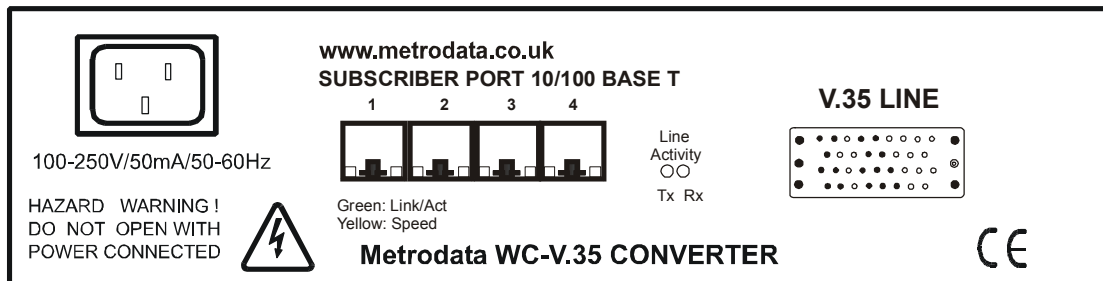 www.metrodata.co.uk
SUBSCRIBER PORT 10/100 BASE T
1 2 3 4
V.35 LINE
Line
Activity
Tx Rx
100-250V/50mA/50-60Hz
Green: Link/Act
Yellow: Speed
HAZARD WARNING !
DO NOT OPEN WITH
POWER CONNECTED
Metrodata WC-V.35 CONVERTER
CE